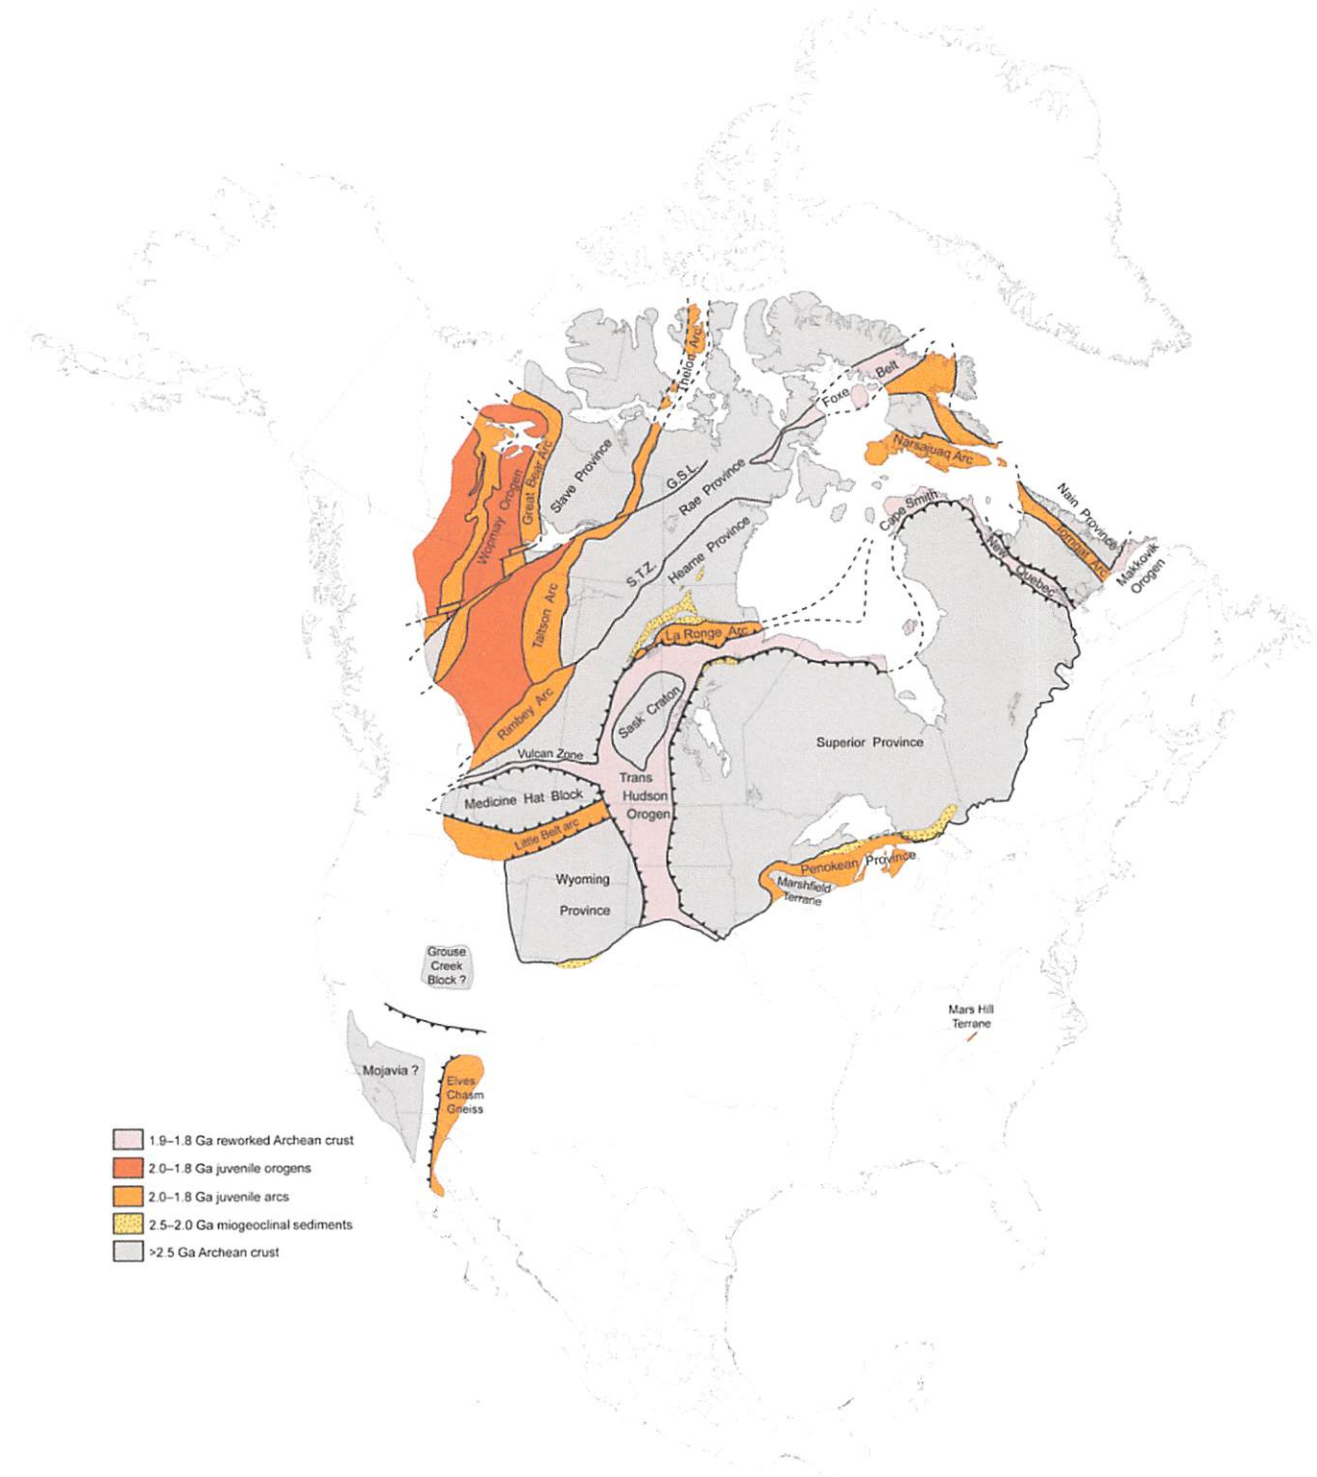 Thelon Arc
Foxe Belt
Narsajuaq Arc
Wopmay Orogen
Great Bear Arc
Slave Province
G.S.L.
Rae Province
Cape Smith
Nain Province
New Quebec
Torngat Arc
Makkovik
Orogen
S.T.Z.
Hearne Province
Taltson Arc
La Ronge Arc
Rimbey Arc
Sask Craton
Superior Province
Vulcan Zone
Trans
Hudson
Orogen
Medicine Hat Block
Little Belt arc
Penokean Province
Marshfield
Terrane
Wyoming
Province
Grouse
Creek
Block ?
Mars Hill
Terrane
Mojavia ?
Elves
Chasm
Gneiss
1.9–1.8 Ga reworked Archean crust
2.0–1.8 Ga juvenile orogens
2.0–1.8 Ga juvenile arcs
2.5–2.0 Ga miogeoclinal sediments
>2.5 Ga Archean crust